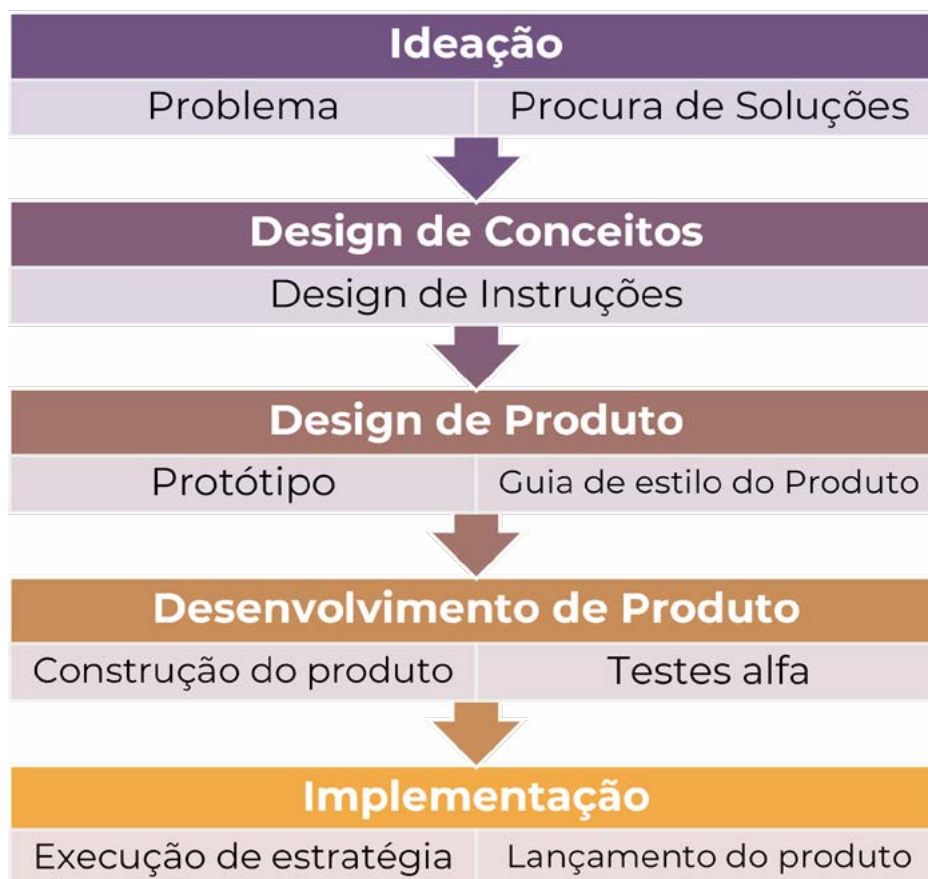 Ideação
Problema
Procura de Soluções
Design de Conceitos
Design de Instruções
Design de Produto
Protótipo
Guia de estilo do Produto
Desenvolvimento de Produto
Construção do produto
Testes alfa
Implementação
Execução de estratégia
Lançamento do produto